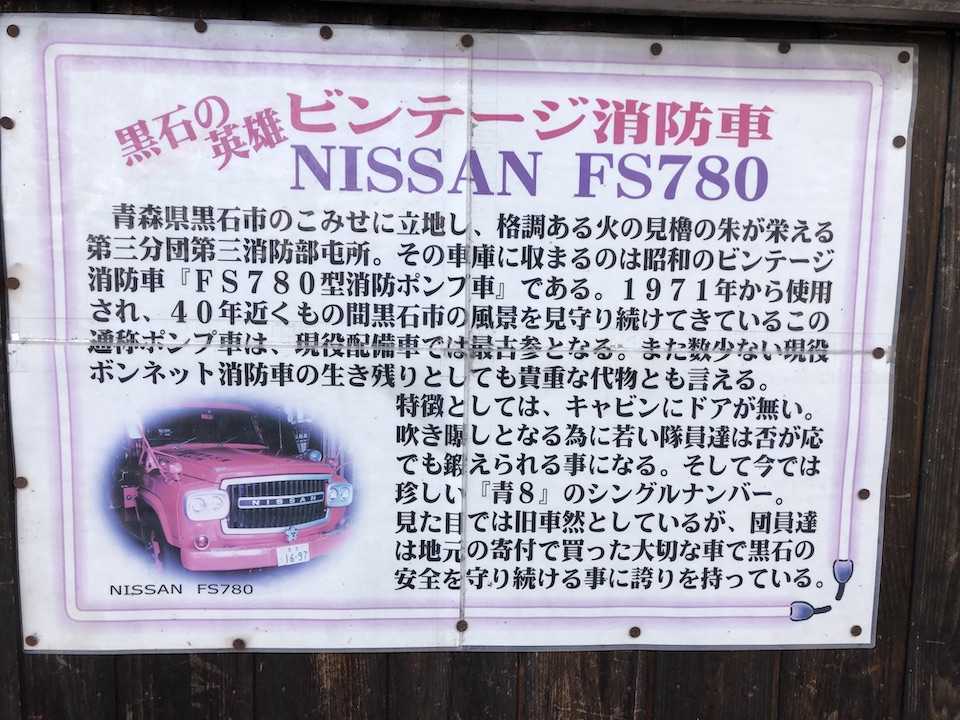 黒石の英雄
ビンテージ消防車
NISSAN FS780
青森県黒石市のこみせに立地し、格調ある火の見櫓の朱が栄える
第三分団第三消防部屯所。その車庫に収まるのは昭和のビンテージ
消防車『ＦＳ７８０型消防ポンプ車』である。１９７１年から使用
され、４０年近くもの間黒石市の風景を見守り続けてきているこの
通称ポンプ車は、現役配備車では最古参となる。また数少ない現役
ボンネット消防車の生き残りとしても貴重な代物とも言える。
特徴としては、キャビンにドアが無い。
吹き曝しとなる為に若い隊員達は否が応
でも鍛えられる事になる。そして今では
珍しい『青８』のシングルナンバー。
見た目では旧車然としているが、団員達
は地元の寄付で買った大切な車で黒石の
安全を守り続ける事に誇りを持っている。
NISSAN
16-97
NISSAN FS780